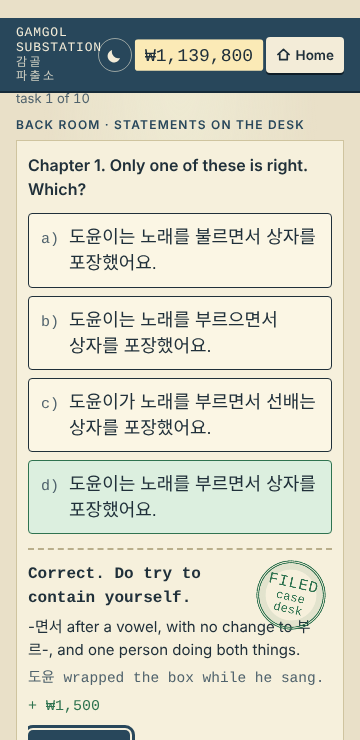 GAMGOL
SUBSTATION
감골
파출소
₩1,139,800
Home
task 1 of 10
BACK ROOM · STATEMENTS ON THE DESK
Chapter 1. Only one of these is right.
Which?
a) 도윤이는 노래를 불르면서 상자를
포장했어요.
b) 도윤이는 노래를 부르으면서
상자를 포장했어요.
c) 도윤이가 노래를 부르면서 선배는
상자를 포장했어요.
d) 도윤이는 노래를 부르면서 상자를
포장했어요.
Correct. Do try to
contain yourself.
FILED
case
desk
-면서 after a vowel, with no change to 부
르-, and one person doing both things.
도윤 wrapped the box while he sang.
+ ₩1,500